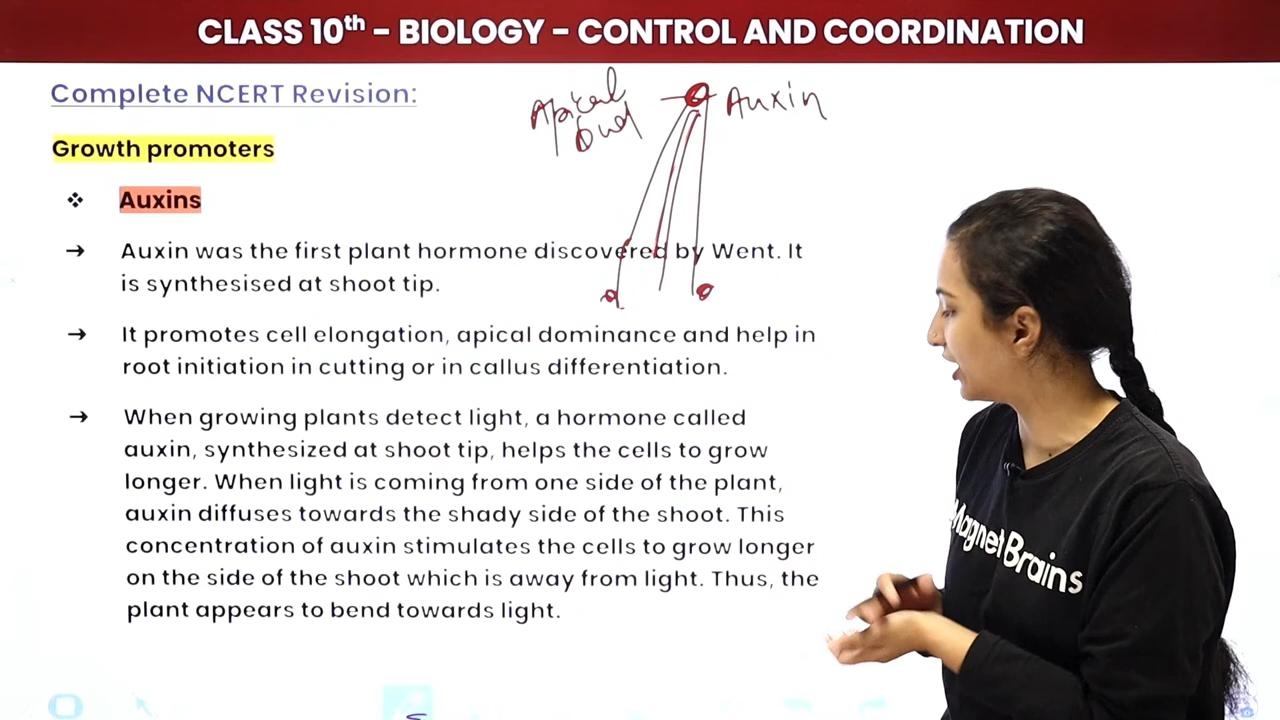 CLASS 10th - BIOLOGY - CONTROL AND COORDINATION
Complete NCERT Revision:
Apical
bud
Auxin
Growth promoters
❖ Auxins
→ Auxin was the first plant hormone discovered by Went. It
is synthesised at shoot tip.
→ It promotes cell elongation, apical dominance and help in
root initiation in cutting or in callus differentiation.
→ When growing plants detect light, a hormone called
auxin, synthesized at shoot tip, helps the cells to grow
longer. When light is coming from one side of the plant,
auxin diffuses towards the shady side of the shoot. This
concentration of auxin stimulates the cells to grow longer
on the side of the shoot which is away from light. Thus, the
plant appears to bend towards light.
Magnet Brains